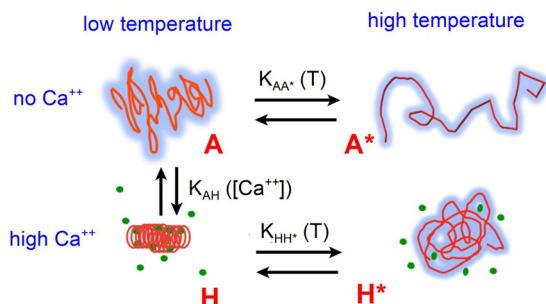 low temperature
high temperature
no Ca⁺⁺
K_AA* (T)
A
A*
K_AH ([Ca⁺⁺])
high Ca⁺⁺
K_HH* (T)
H
H*